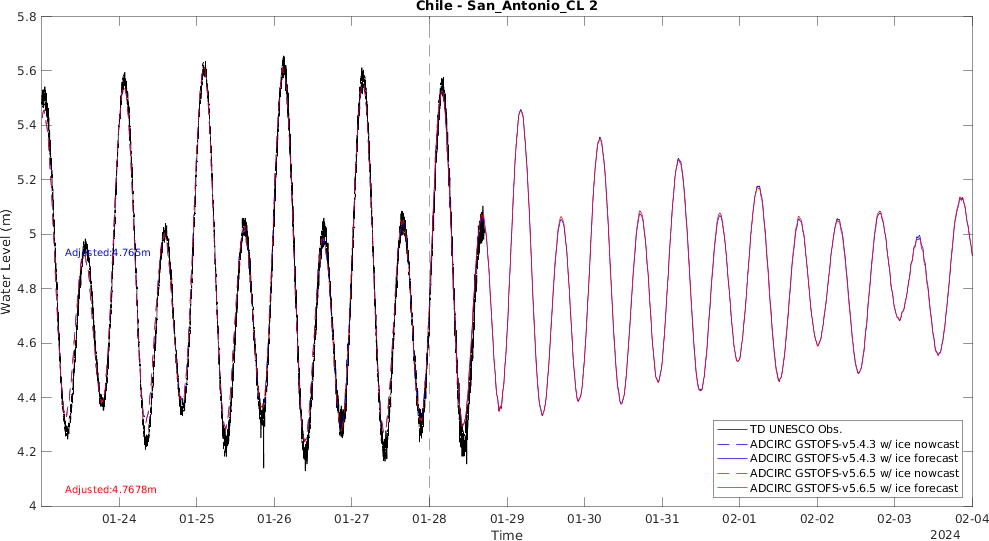 Chile - San_Antonio_CL 2
5.8
5.6
5.4
5.2
5
4.8
4.6
4.4
4.2
4
Water Level (m)
Adjusted:4.765m
Adjusted:4.7678m
TD UNESCO Obs.
ADCIRC GSTOFS-v5.4.3 w/ ice nowcast
ADCIRC GSTOFS-v5.4.3 w/ ice forecast
ADCIRC GSTOFS-v5.6.5 w/ ice nowcast
ADCIRC GSTOFS-v5.6.5 w/ ice forecast
01-24 01-25 01-26 01-27 01-28 01-29 01-30 01-31 02-01 02-02 02-03 02-04
Time
2024